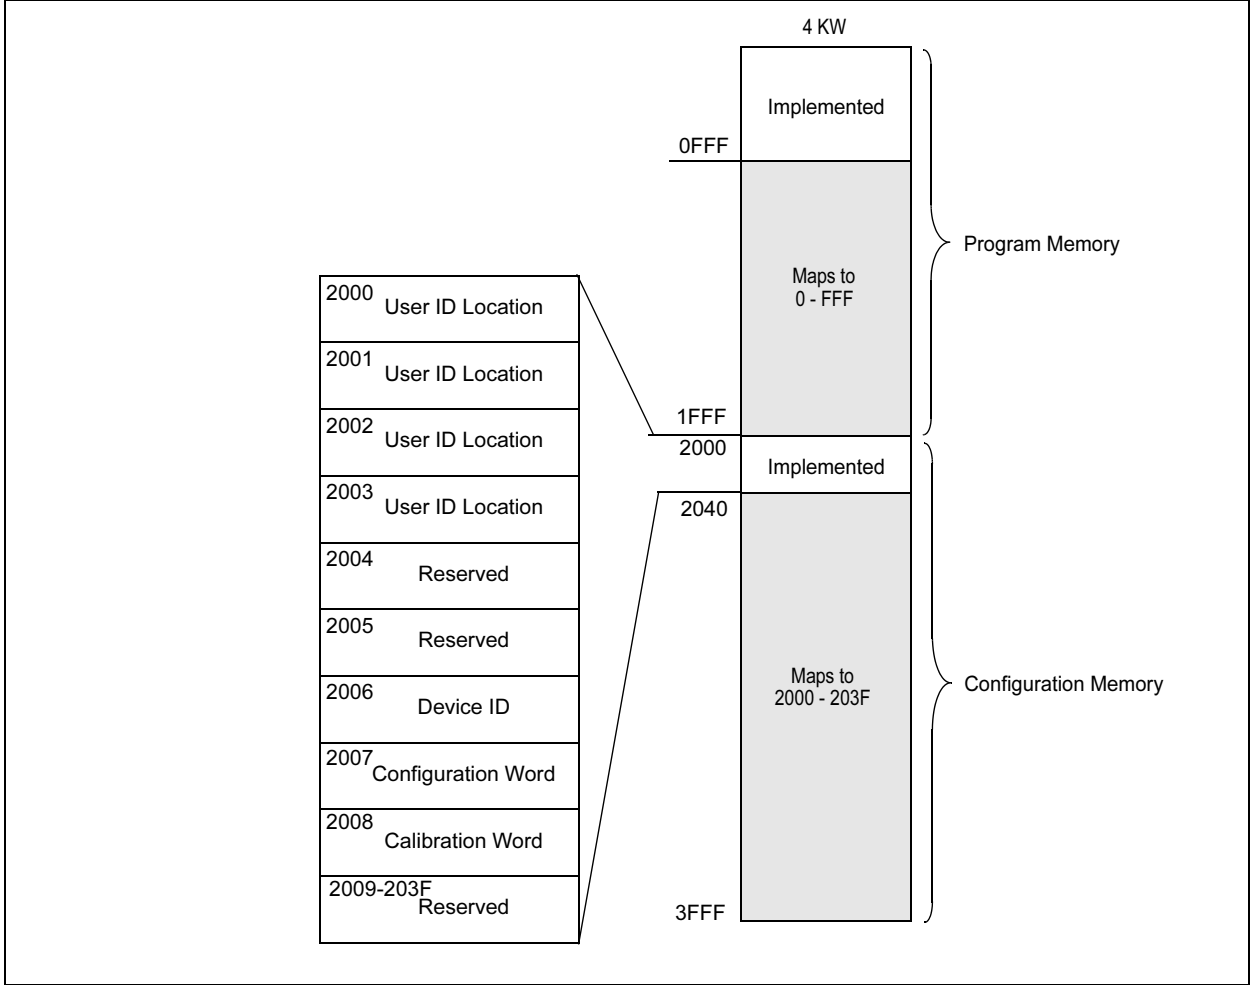 4 KW
Implemented
0FFF
Program Memory
Maps to
0 - FFF
1FFF
2000
Implemented
2040
Maps to
2000 - 203F
Configuration Memory
3FFF
2000
User ID Location
2001
User ID Location
2002
User ID Location
2003
User ID Location
2004
Reserved
2005
Reserved
2006
Device ID
2007
Configuration Word
2008
Calibration Word
2009-203F
Reserved